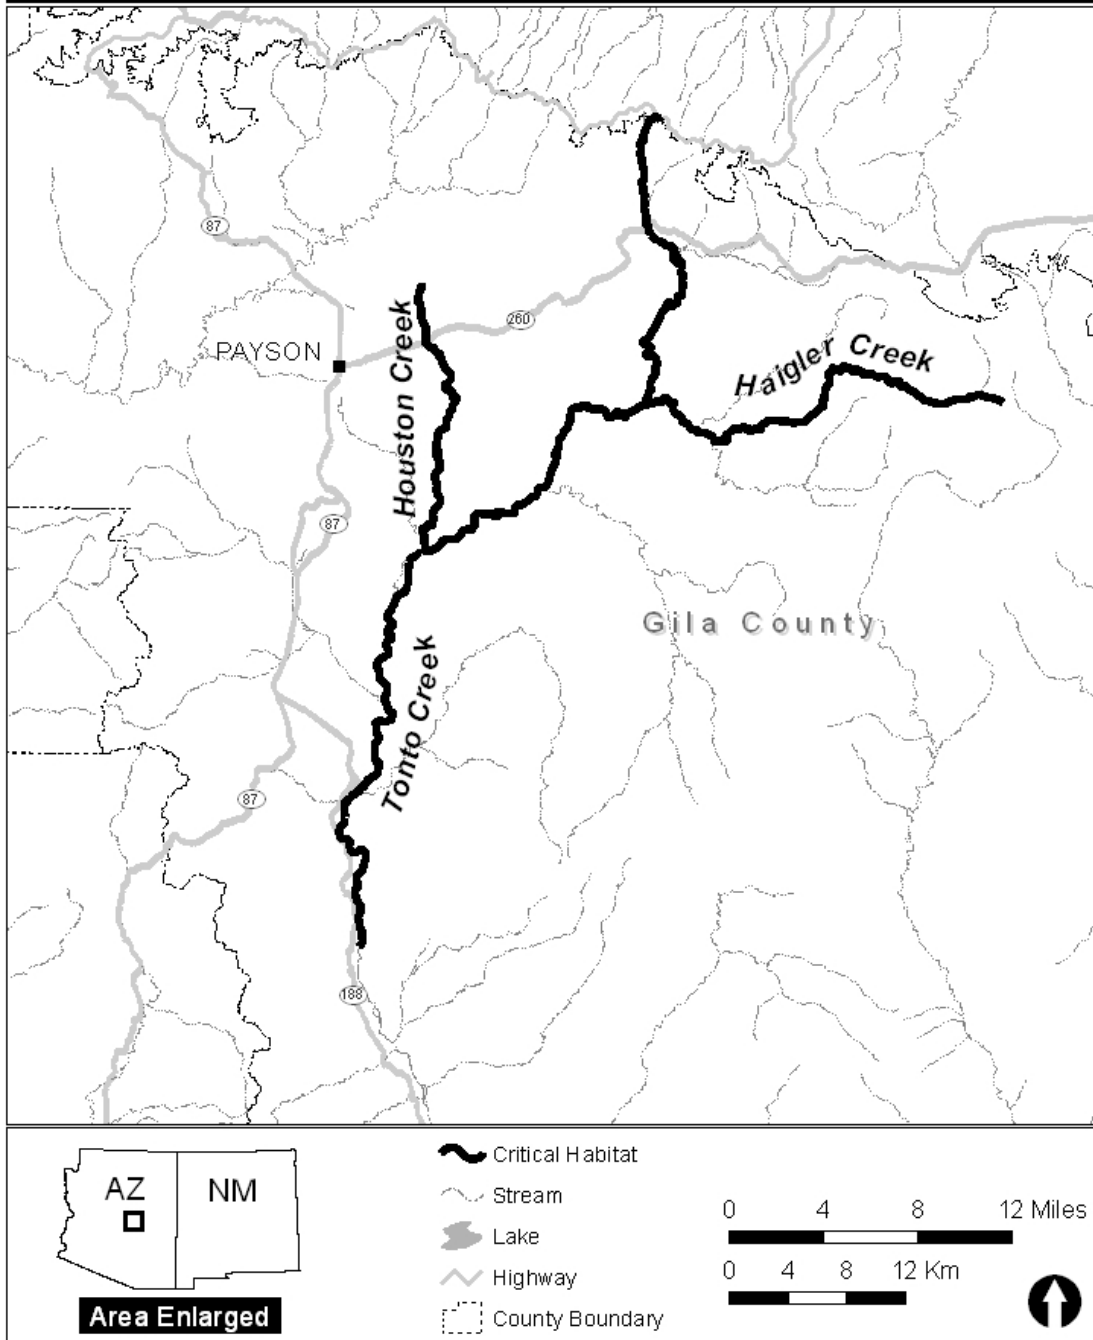 87
260
PAYSON
Houston Creek
Haigler Creek
87
Gila County
Tonto Creek
87
188
AZ
NM
Area Enlarged
Critical Habitat
Stream
Lake
Highway
County Boundary
0 4 8 12 Miles
0 4 8 12 Km